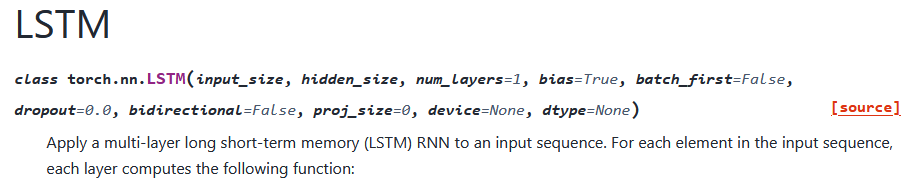 LSTM
class torch.nn.LSTM(input_size, hidden_size, num_layers=1, bias=True, batch_first=False,
dropout=0.0, bidirectional=False, proj_size=0, device=None, dtype=None) [source]
Apply a multi-layer long short-term memory (LSTM) RNN to an input sequence. For each element in the input sequence,
each layer computes the following function: